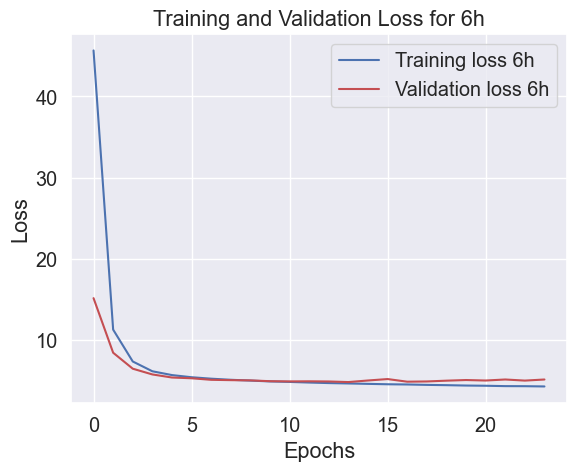 Training and Validation Loss for 6h
Training loss 6h
Validation loss 6h
Loss
40
30
20
10
0
5
10
15
20
Epochs